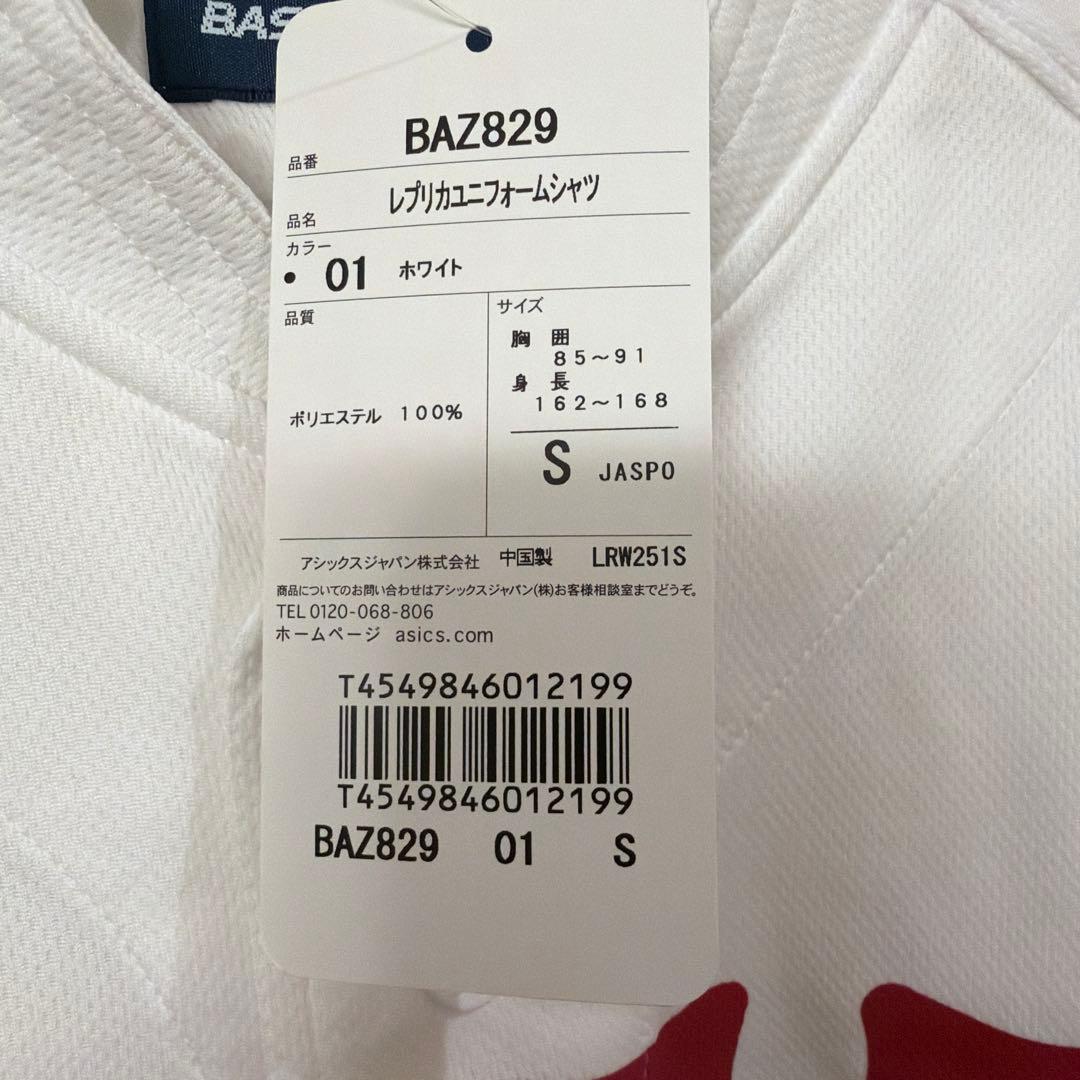 BAS
BAZ829
品番
レプリカユニフォームシャツ
品名
カラー
• 01 ホワイト
品質
ポリエステル 100%
サイズ
胸 囲
85～91
身 長
162～168
S JASPO
アシックスジャパン株式会社 中国製 LRW251S
商品についてのお問い合わせはアシックスジャパン(株)お客様相談室までどうぞ。
TEL 0120-068-806
ホームページ asics.com
T4549846012199
T4549846012199
BAZ829 01 S